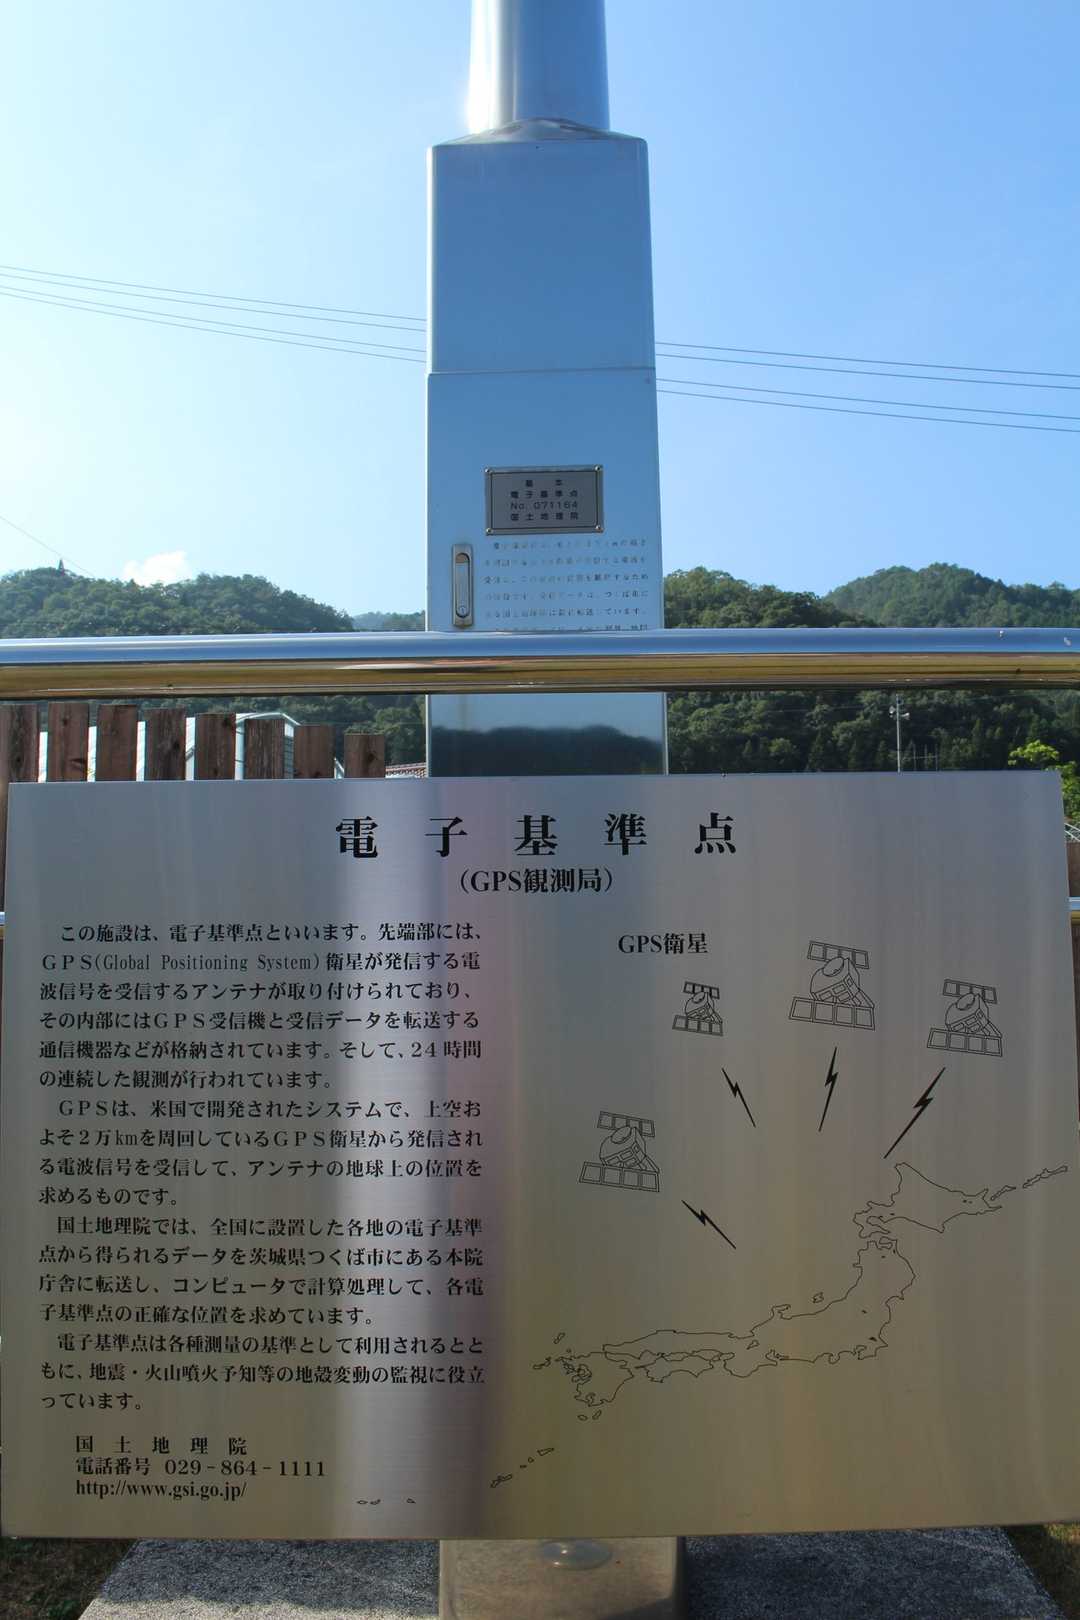 基本
電子基準点
No. 071164
国土地理院
電子基準点
（GPS観測局）
この施設は、電子基準点といいます。先端部には、
ＧＰＳ(Global Positioning System)衛星が発信する電
波信号を受信するアンテナが取り付けられており、
その内部にはＧＰＳ受信機と受信データを転送する
通信機器などが格納されています。そして、24時間
の連続した観測が行われています。
ＧＰＳは、米国で開発されたシステムで、上空お
よそ２万kmを周回しているＧＰＳ衛星から発信され
る電波信号を受信して、アンテナの地球上の位置を
求めるものです。
国土地理院では、全国に設置した各地の電子基準
点から得られるデータを茨城県つくば市にある本院
庁舎に転送し、コンピュータで計算処理して、各電
子基準点の正確な位置を求めています。
電子基準点は各種測量の基準として利用されるとと
もに、地震・火山噴火予知等の地殻変動の監視に役立
っています。
国土地理院
電話番号 029-864-1111
http://www.gsi.go.jp/
GPS衛星